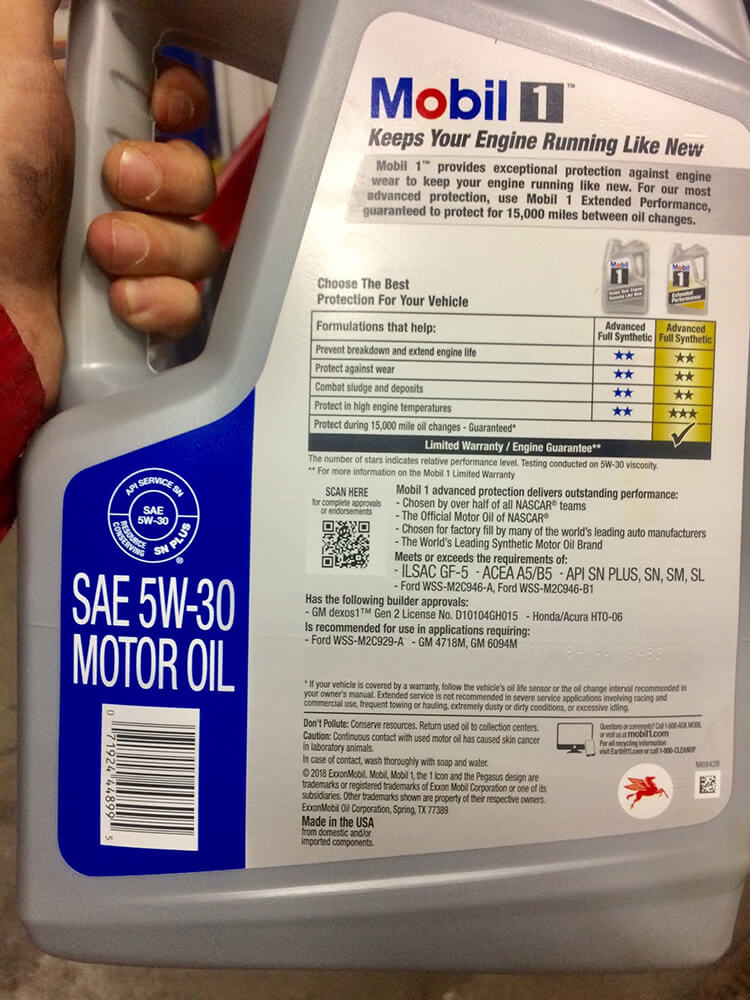 Mobil 1™
Keeps Your Engine Running Like New
Mobil 1™ provides exceptional protection against engine
wear to keep your engine running like new. For our most
advanced protection, use Mobil 1 Extended Performance,
guaranteed to protect for 15,000 miles between oil changes.
Mobil 1
Mobil 1
Extended
Performance
Choose The Best
Protection For Your Vehicle
Formulations that help:
Advanced
Full Synthetic
Advanced
Full Synthetic
Prevent breakdown and extend engine life ★★ ★★
Protect against wear ★★ ★★
Combat sludge and deposits ★★ ★★
Protect in high engine temperatures ★★ ★★★
Protect during 15,000 mile oil changes - Guaranteed* ✓
Limited Warranty / Engine Guarantee**
The number of stars indicates relative performance level. Testing conducted on 5W-30 viscosity.
** For more information on the Mobil 1 Limited Warranty
SCAN HERE
for complete approvals
or endorsements
Mobil 1 advanced protection delivers outstanding performance:
- Chosen by over half of all NASCAR® teams
- The Official Motor Oil of NASCAR®
- Chosen for factory fill by many of the world's leading auto manufacturers
- The World's Leading Synthetic Motor Oil Brand
Meets or exceeds the requirements of:
- ILSAC GF-5 - ACEA A5/B5 - API SN PLUS, SN, SM, SL
- Ford WSS-M2C946-A, Ford WSS-M2C946-B1
Has the following builder approvals:
- GM dexos1™ Gen 2 License No. D10104GH015 - Honda/Acura HTO-06
Is recommended for use in applications requiring:
- Ford WSS-M2C929-A - GM 4718M, GM 6094M
API SERVICE SN
SAE
5W-30
RESOURCE
CONSERVING
SN PLUS
®
SAE 5W-30
MOTOR OIL
0 71924 44899 5
* If your vehicle is covered by a warranty, follow the vehicle's oil life sensor or the oil change interval recommended in
your owner's manual. Extended service is not recommended in severe service applications involving racing and
commercial use, frequent towing or hauling, extremely dusty or dirty conditions, or excessive idling.
Don't Pollute: Conserve resources. Return used oil to collection centers.
Caution: Continuous contact with used motor oil has caused skin cancer
in laboratory animals.
In case of contact, wash thoroughly with soap and water.
© 2018 ExxonMobil. Mobil, Mobil 1, the 1 Icon and the Pegasus design are
trademarks or registered trademarks of Exxon Mobil Corporation or one of its
subsidiaries. Other trademarks shown are property of their respective owners.
ExxonMobil Oil Corporation, Spring, TX 77389
Made in the USA
from domestic and/or
imported components.
Questions or comments? Call 1-800-ASK MOBIL
or visit us at mobil1.com
For oil recycling information
visit Earth911.com or call 1-800-CLEANUP
M6942B